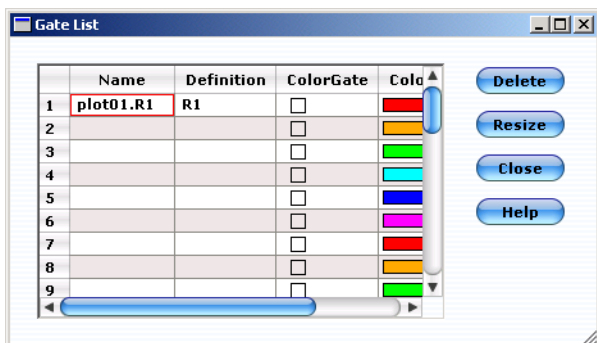 Gate List
Name Definition ColorGate Colo
1 plot01.R1 R1
2
3
4
5
6
7
8
9
Delete
Resize
Close
Help